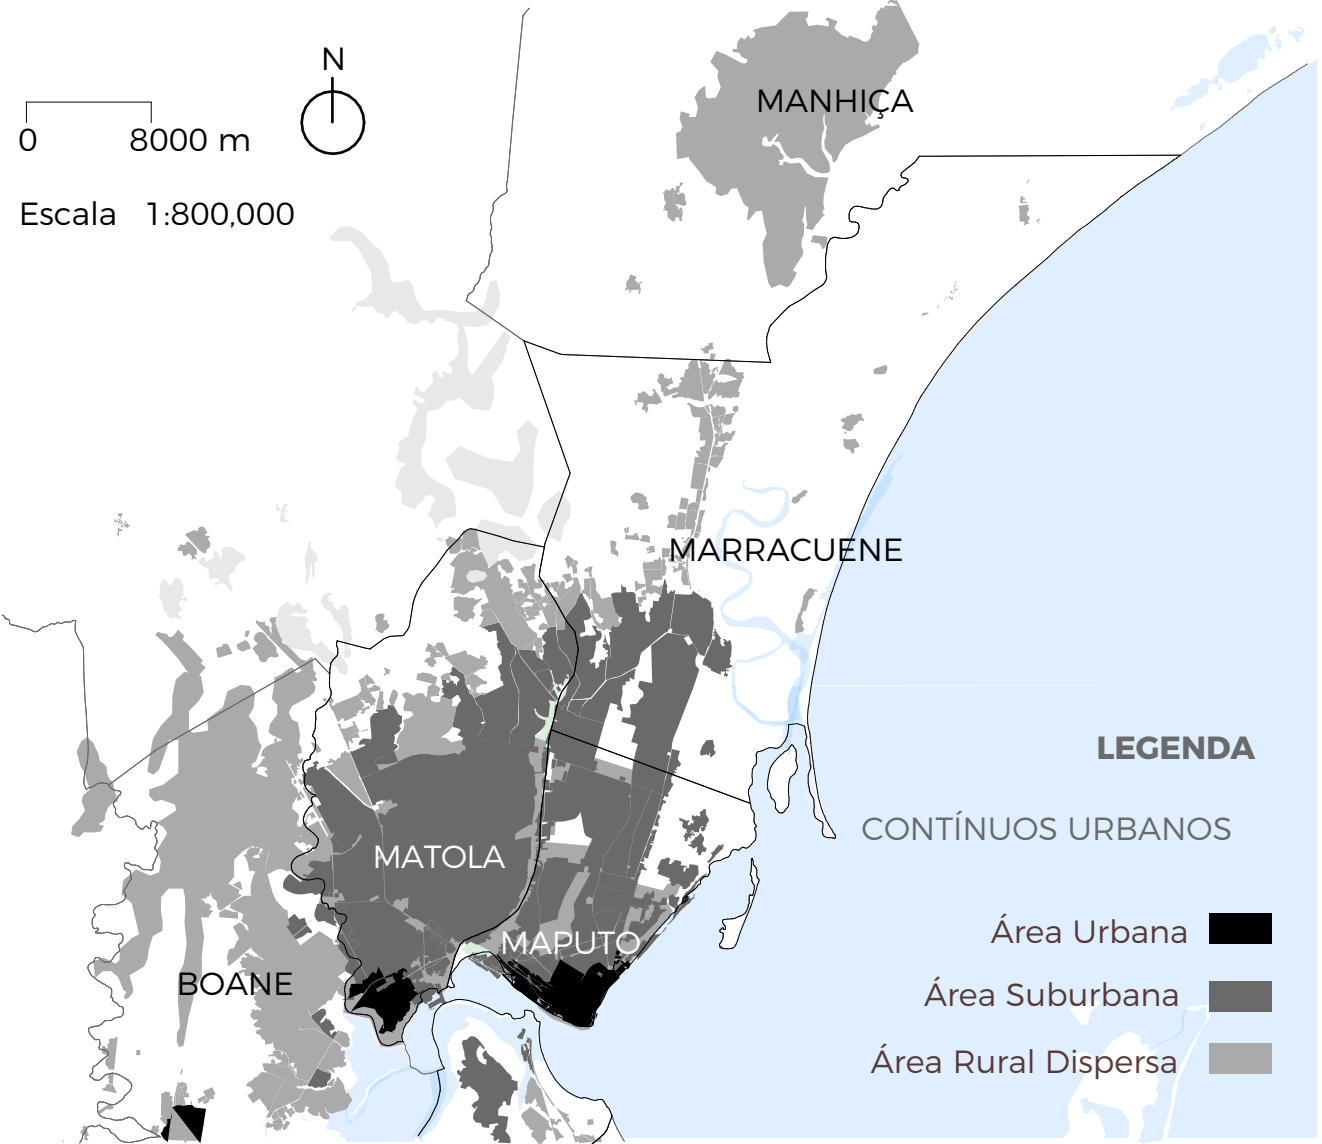 N
0 8000 m
Escala 1:800,000
MANHIÇA
MARRACUENE
MATOLA
MAPUTO
BOANE
LEGENDA
CONTÍNUOS URBANOS
Área Urbana
Área Suburbana
Área Rural Dispersa